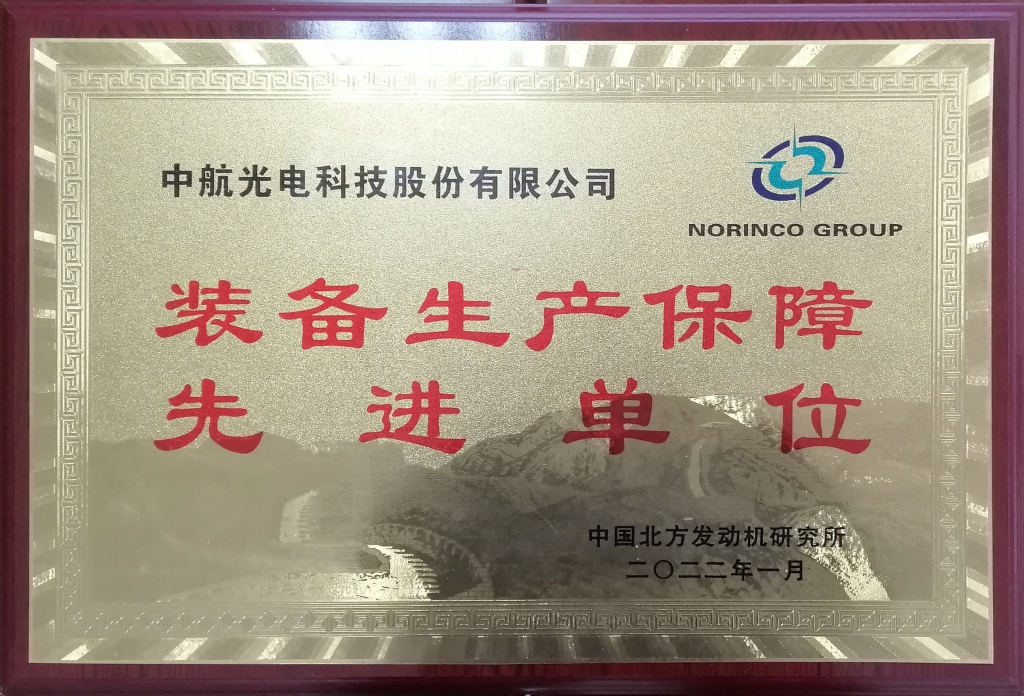 中航光电科技股份有限公司
NORINCO GROUP
装备生产保障
先进单位
中国北方发动机研究所
二〇二二年一月